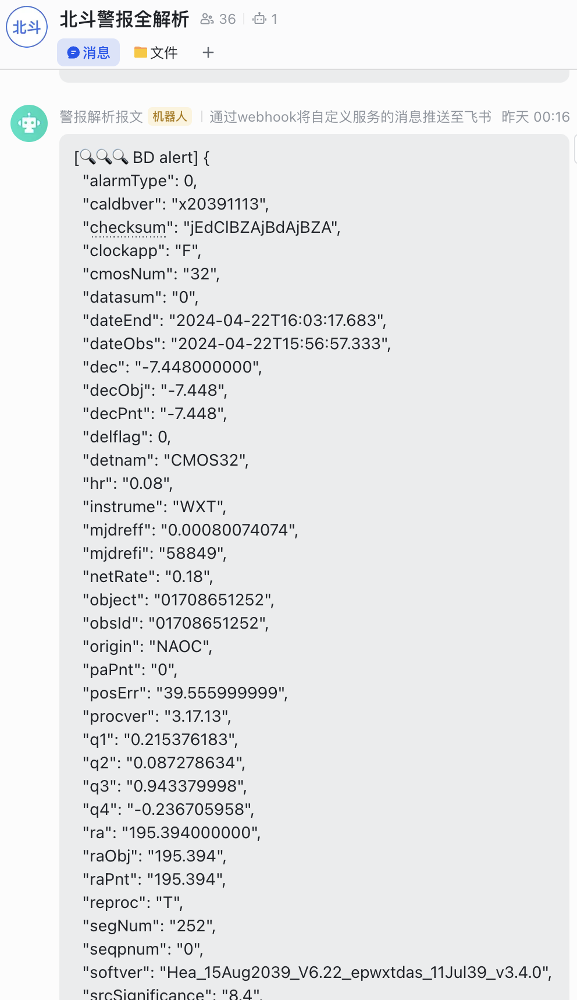 北斗
北斗警报全解析 36 1
消息 文件 +
警报解析报文 机器人 通过webhook将自定义服务的消息推送至飞书 昨天 00:16
[🔍🔍🔍 BD alert] {
"alarmType": 0,
"caldbver": "x20391113",
"checksum": "jEdClBZAjBdAjBZA",
"clockapp": "F",
"cmosNum": "32",
"datasum": "0",
"dateEnd": "2024-04-22T16:03:17.683",
"dateObs": "2024-04-22T15:56:57.333",
"dec": "-7.448000000",
"decObj": "-7.448",
"decPnt": "-7.448",
"delflag": 0,
"detnam": "CMOS32",
"hr": "0.08",
"instrume": "WXT",
"mjdreff": "0.00080074074",
"mjdrefi": "58849",
"netRate": "0.18",
"object": "01708651252",
"obsId": "01708651252",
"origin": "NAOC",
"paPnt": "0",
"posErr": "39.555999999",
"procver": "3.17.13",
"q1": "0.215376183",
"q2": "0.087278634",
"q3": "0.943379998",
"q4": "-0.236705958",
"ra": "195.394000000",
"raObj": "195.394",
"raPnt": "195.394",
"reproc": "T",
"segNum": "252",
"seqpnum": "0",
"softver": "Hea_15Aug2039_V6.22_epwxtdas_11Jul39_v3.4.0",
"srcSignificance": "8.4",